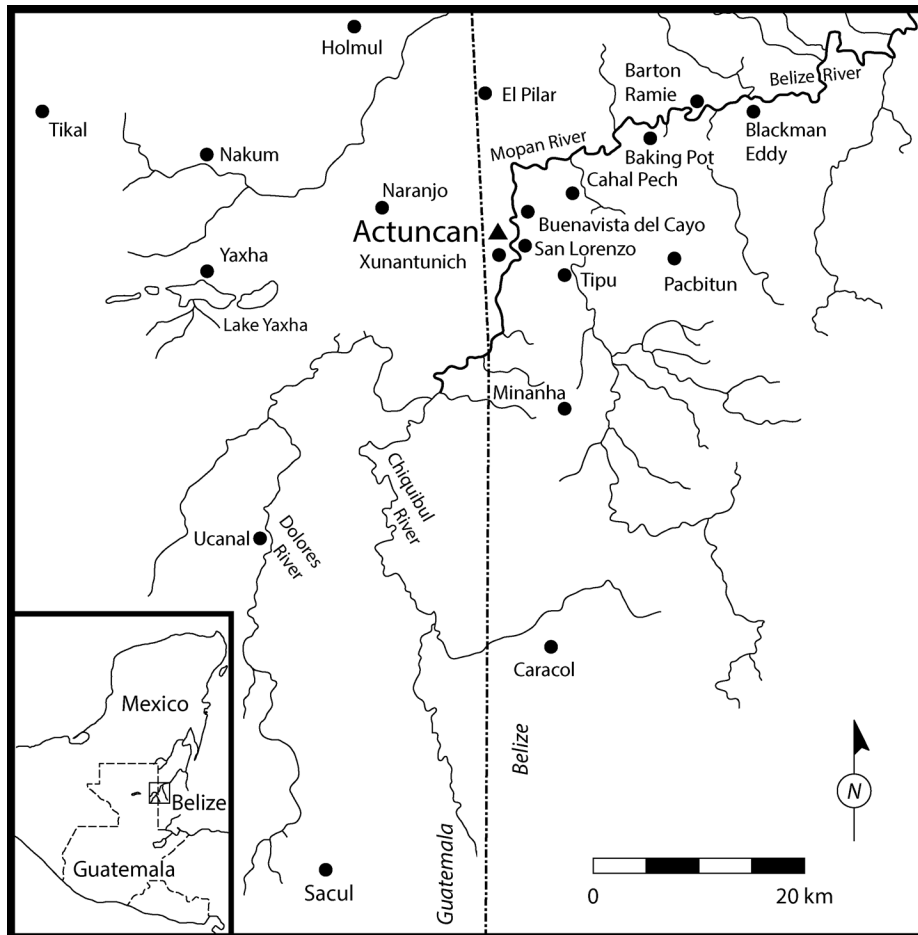 Holmul
El Pilar
Barton
Ramie
Belize River
Tikal
Blackman
Eddy
Mopan River
Nakum
Baking Pot
Cahal Pech
Naranjo
Actuncan
Buenavista del Cayo
San Lorenzo
Xunantunich
Yaxha
Tipu
Pacbitun
Lake Yaxha
Minanha
Chiquibul
River
Ucanal
Dolores
River
Caracol
Mexico
Belize
Belize
Guatemala
Guatemala
N
Sacul
0 20 km